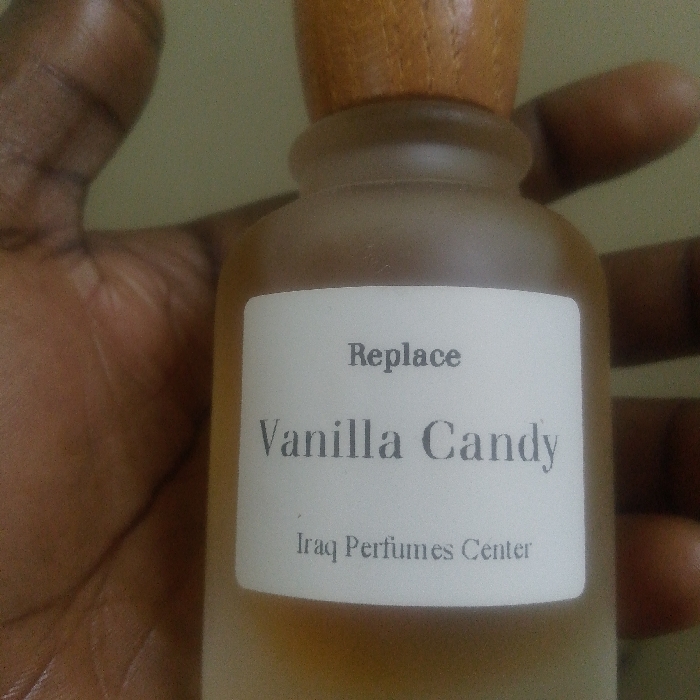 Replace
Vanilla Candy
Iraq Perfumes Center